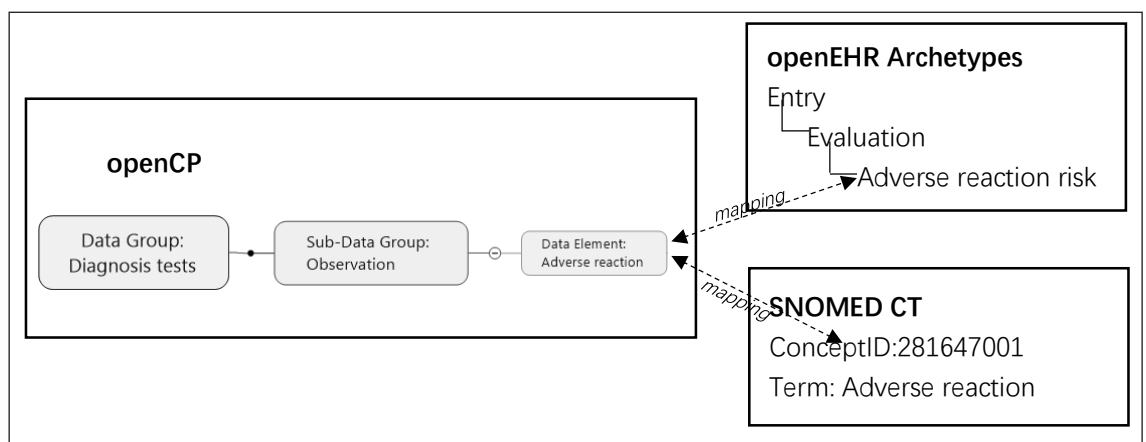 openCP
Data Group:
Diagnosis tests
Sub-Data Group:
Observation
Data Element:
Adverse reaction
mapping
mapping
openEHR Archetypes
Entry
Evaluation
Adverse reaction risk
SNOMED CT
ConceptID:281647001
Term: Adverse reaction